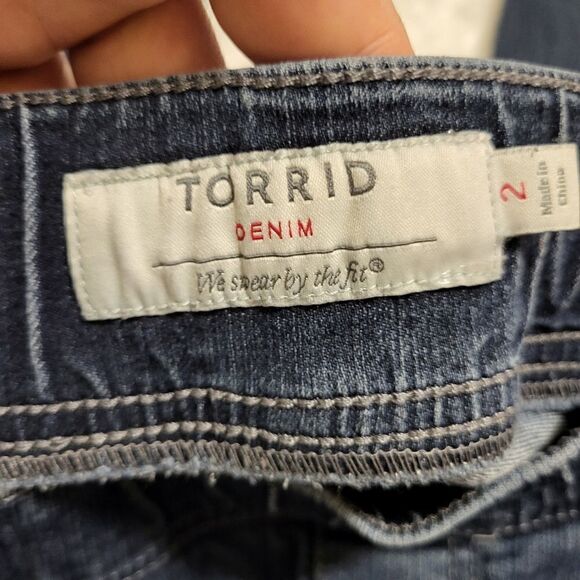 TORRID
DENIM
We swear by the fit®
2
Made in
China